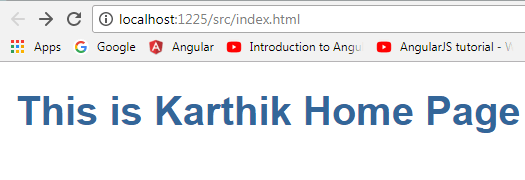 localhost:1225/src/index.html
Apps Google Angular Introduction to Angu AngularJS tutorial - W
This is Karthik Home Page